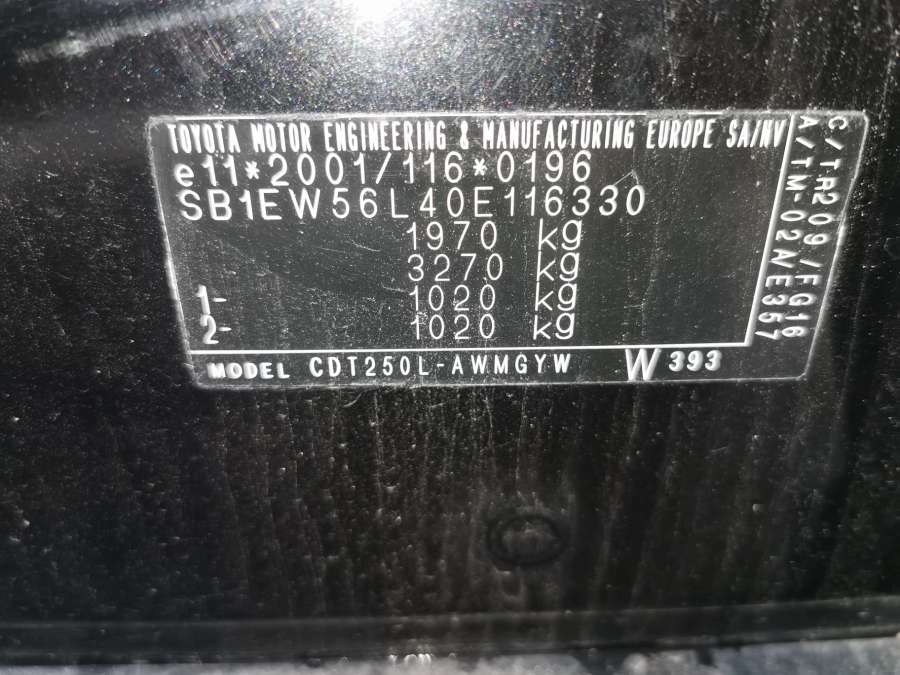 TOYOTA MOTOR ENGINEERING & MANUFACTURING EUROPE SA/NV
e11*2001/116*0196
SB1EW56L40E116330
1970 kg
3270 kg
1- 1020 kg
2- 1020 kg
MODEL CDT250L-AWMGYW W393
C/TR209/FG16
A/TM-02A/E357